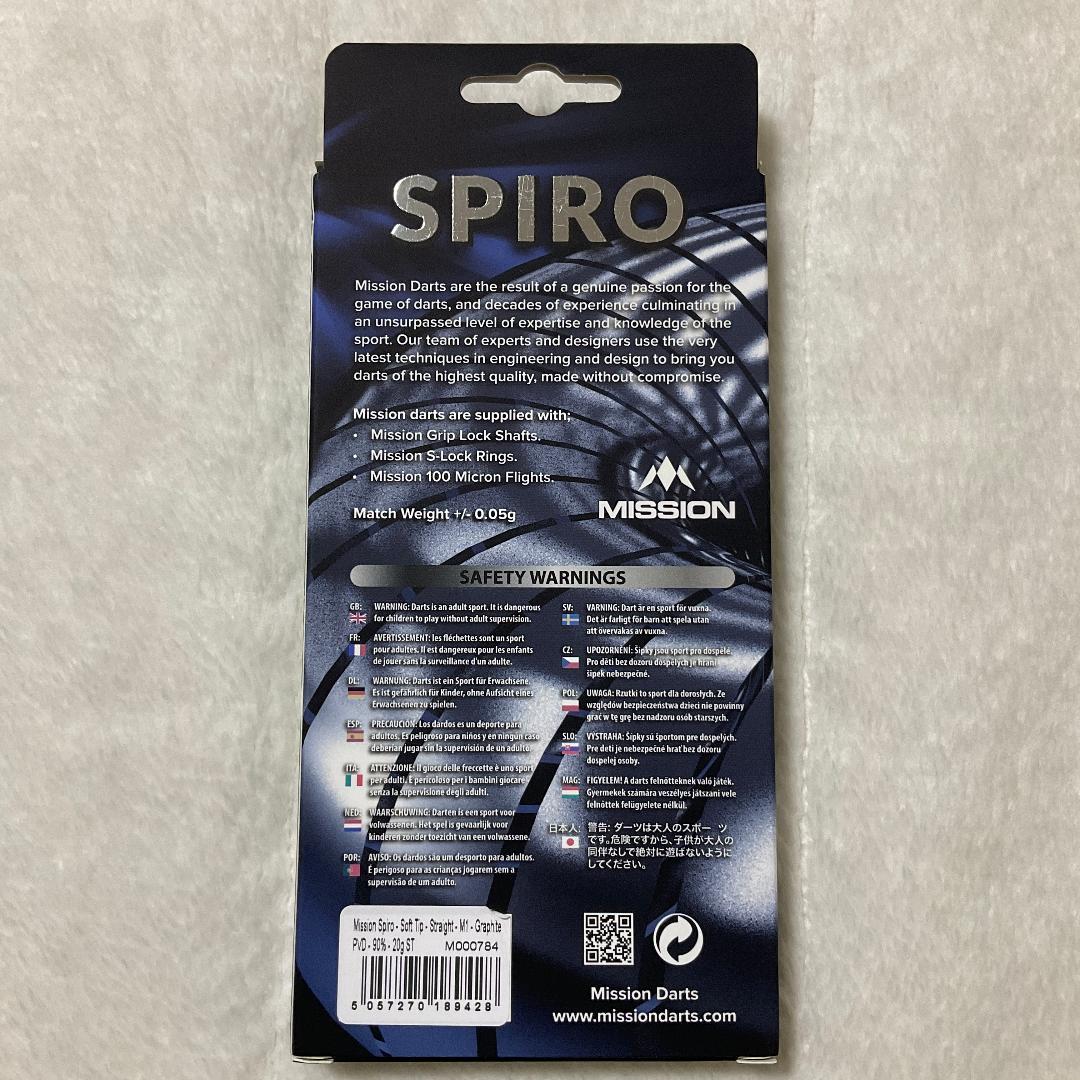 SPIRO
Mission Darts are the result of a genuine passion for the
game of darts, and decades of experience culminating in
an unsurpassed level of expertise and knowledge of the
sport. Our team of experts and designers use the very
latest techniques in engineering and design to bring you
darts of the highest quality, made without compromise.
Mission darts are supplied with;
• Mission Grip Lock Shafts.
• Mission S-Lock Rings.
• Mission 100 Micron Flights.
Match Weight +/- 0.05g
MISSION
SAFETY WARNINGS
GB: WARNING: Darts is an adult sport. It is dangerous
for children to play without adult supervision.
FR: AVERTISSEMENT: les fléchettes sont un sport
pour adultes. Il est dangereux pour les enfants
de jouer sans la surveillance d'un adulte.
DL: WARNUNG: Darts ist ein Sport für Erwachsene.
Es ist gefährlich für Kinder, ohne Aufsicht eines
Erwachsenen zu spielen.
ESP: PRECAUCIÓN: Los dardos es un deporte para
adultos. Es peligroso para niños y en ningún caso
deberían jugar sin la supervisión de un adulto.
ITA: ATTENZIONE: Il gioco delle freccette è uno sport
per adulti. È pericoloso per i bambini giocare
senza la supervisione degli adulti.
NED: WAARSCHUWING: Darten is een sport voor
volwassenen. Het spel is gevaarlijk voor
kinderen zonder toezicht van een volwassene.
POR: AVISO: Os dardos são um desporto para adultos.
É perigoso para as crianças jogarem sem a
supervisão de um adulto.
SV: VARNING: Dart är en sport för vuxna.
Det är farligt för barn att spela utan
att övervakas av vuxna.
CZ: UPOZORNĚNÍ: Šipky jsou sport pro dospělé.
Pro děti bez dozoru dospělých je hraní
šipek nebezpečné.
POL: UWAGA: Rzutki to sport dla dorosłych. Ze
względów bezpieczeństwa dzieci nie powinny
grać w tę grę bez nadzoru osób starszych.
SLO: VÝSTRAHA: Šípky sú športom pre dospelých.
Pre deti je nebezpečné hrať bez dozoru
dospelej osoby.
MAG: FIGYELEM! A darts felnőtteknek való játék.
Gyermekek számára veszélyes játszani vele
felnőttek felügyelete nélkül.
日本人: 警告: ダーツは大人のスポー ツ
です。危険ですから、子供が大人の
同伴なしで絶対に遊ばないように
してください。
Mission Spiro - Soft Tip - Straight - M1 - Graphite
PVD - 90% - 20g ST M000784
5 057270 189428
Mission Darts
www.missiondarts.com